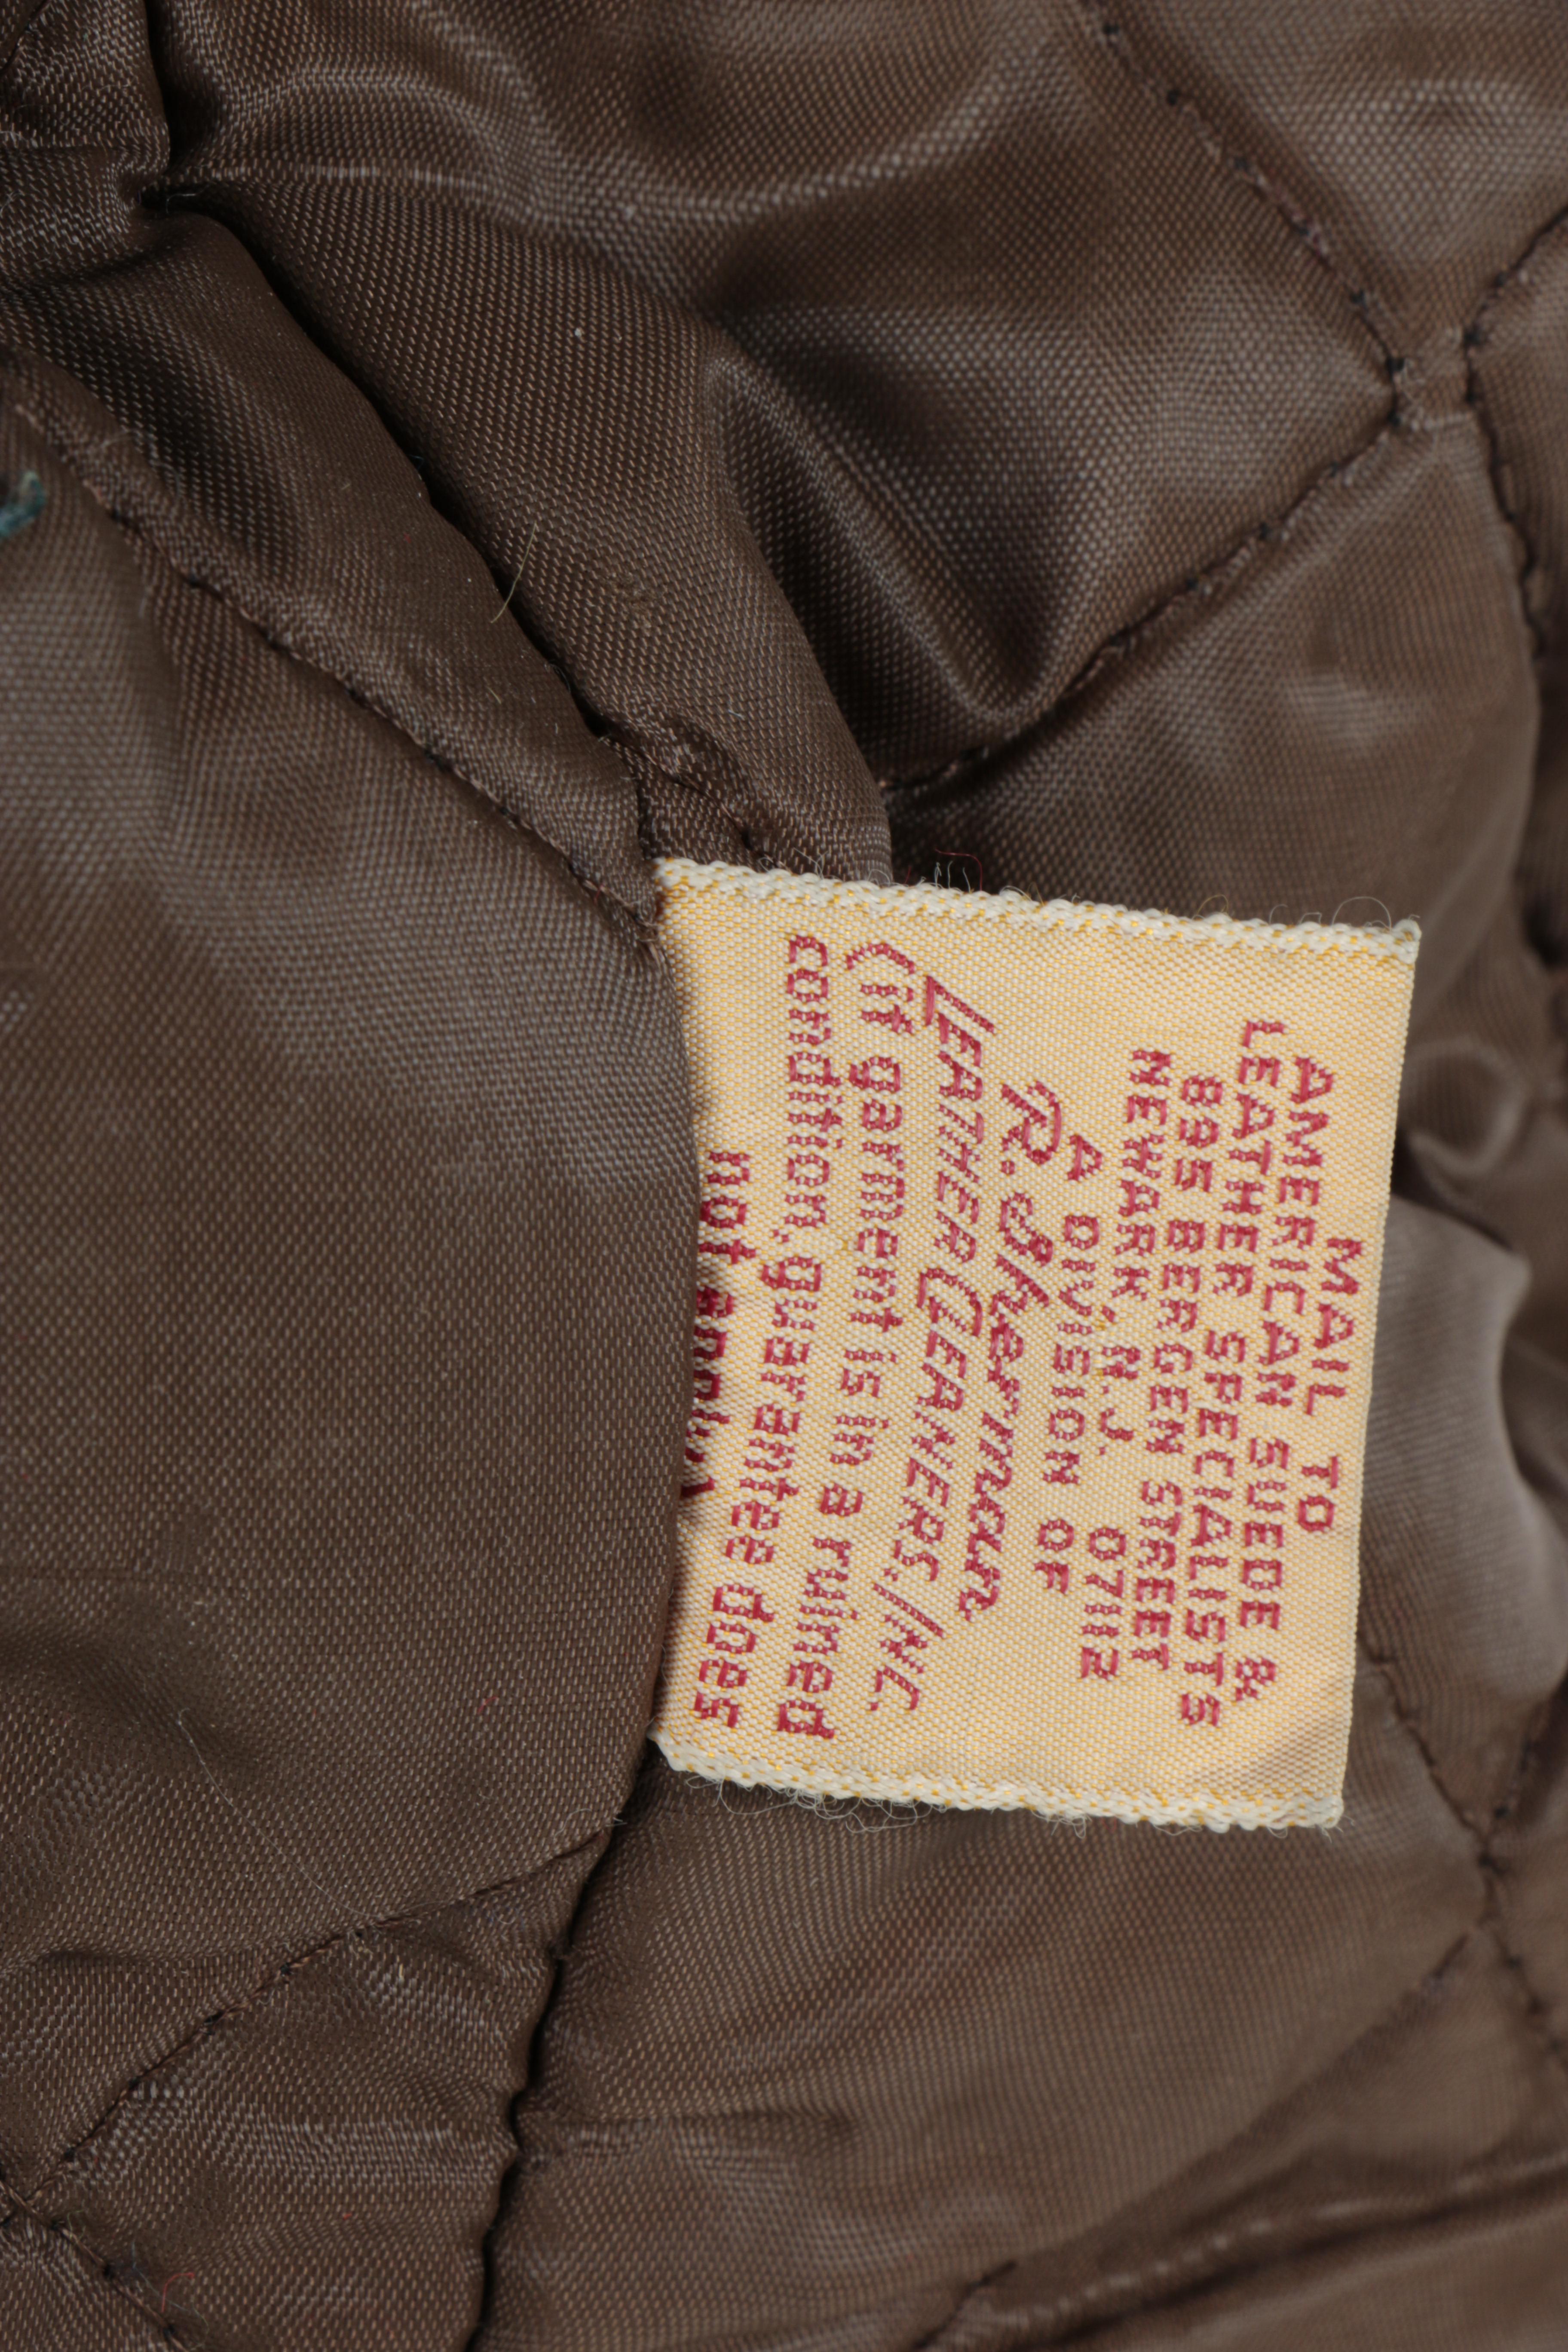 MAIL TO
AMERICAN SUEDE &
LEATHER SPECIALISTS
895 BERGEN STREET
NEWARK, N.J. 07112
A DIVISION OF
R. Sherman
LEATHER CLEANERS, INC.
(if garment is in a ruined
condition, guarantee does
not apply)